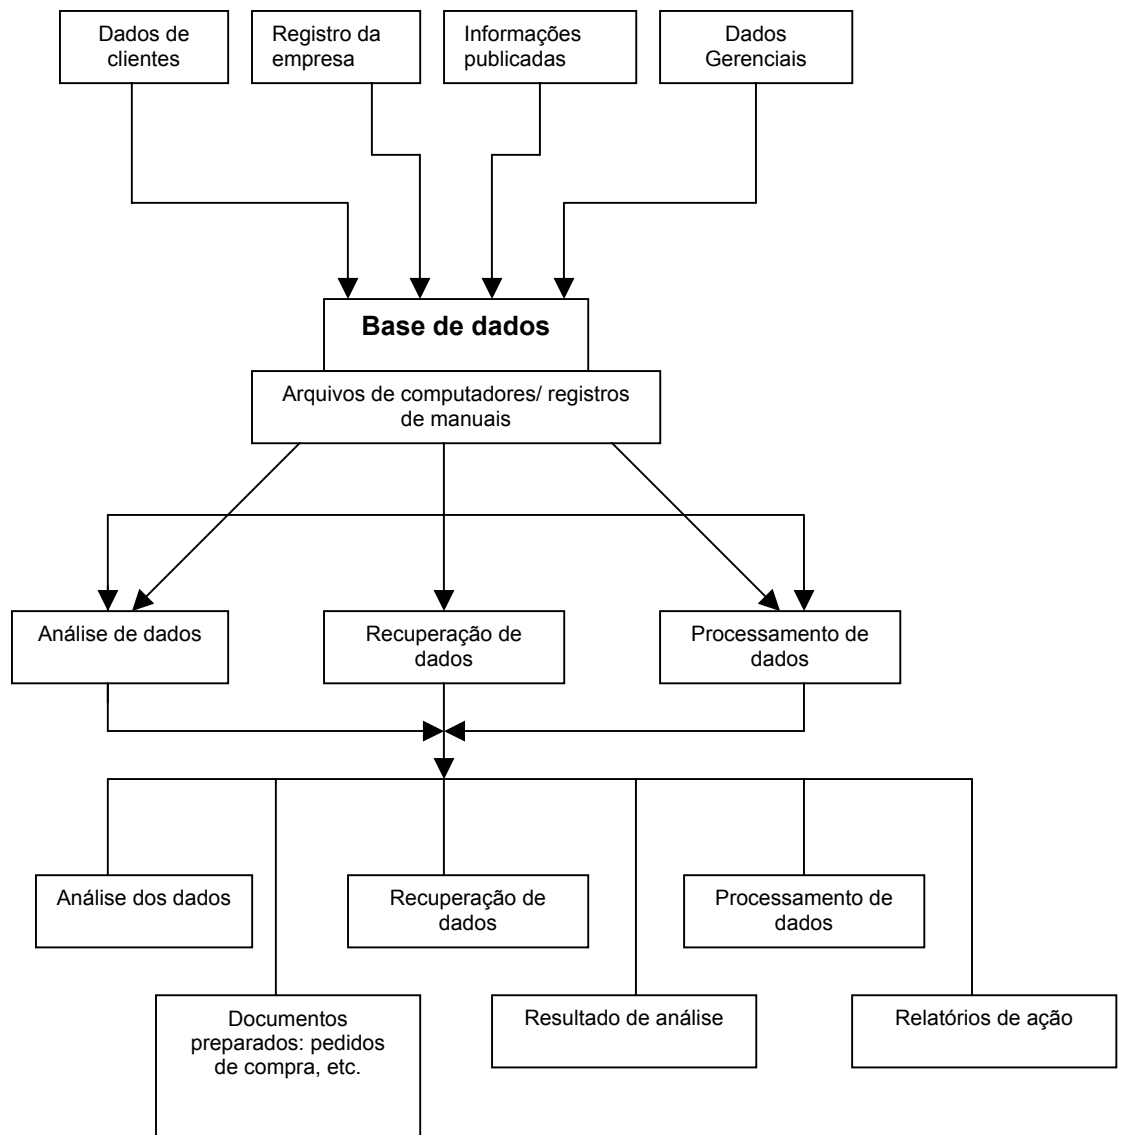 Dados de
clientes
Registro da
empresa
Informações
publicadas
Dados
Gerenciais
Base de dados
Arquivos de computadores/ registros
de manuais
Análise de dados
Recuperação de
dados
Processamento de
dados
Análise dos dados
Recuperação de
dados
Processamento de
dados
Documentos
preparados: pedidos
de compra, etc.
Resultado de análise
Relatórios de ação